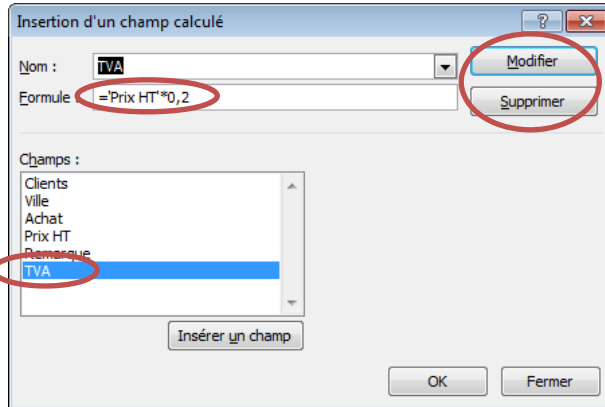 Insertion d'un champ calculé
Nom : TVA
Modifier
Formule : ='Prix HT'*0,2
Supprimer
Champs :
Clients
Ville
Achat
Prix HT
Remarque
TVA
Insérer un champ
OK
Fermer